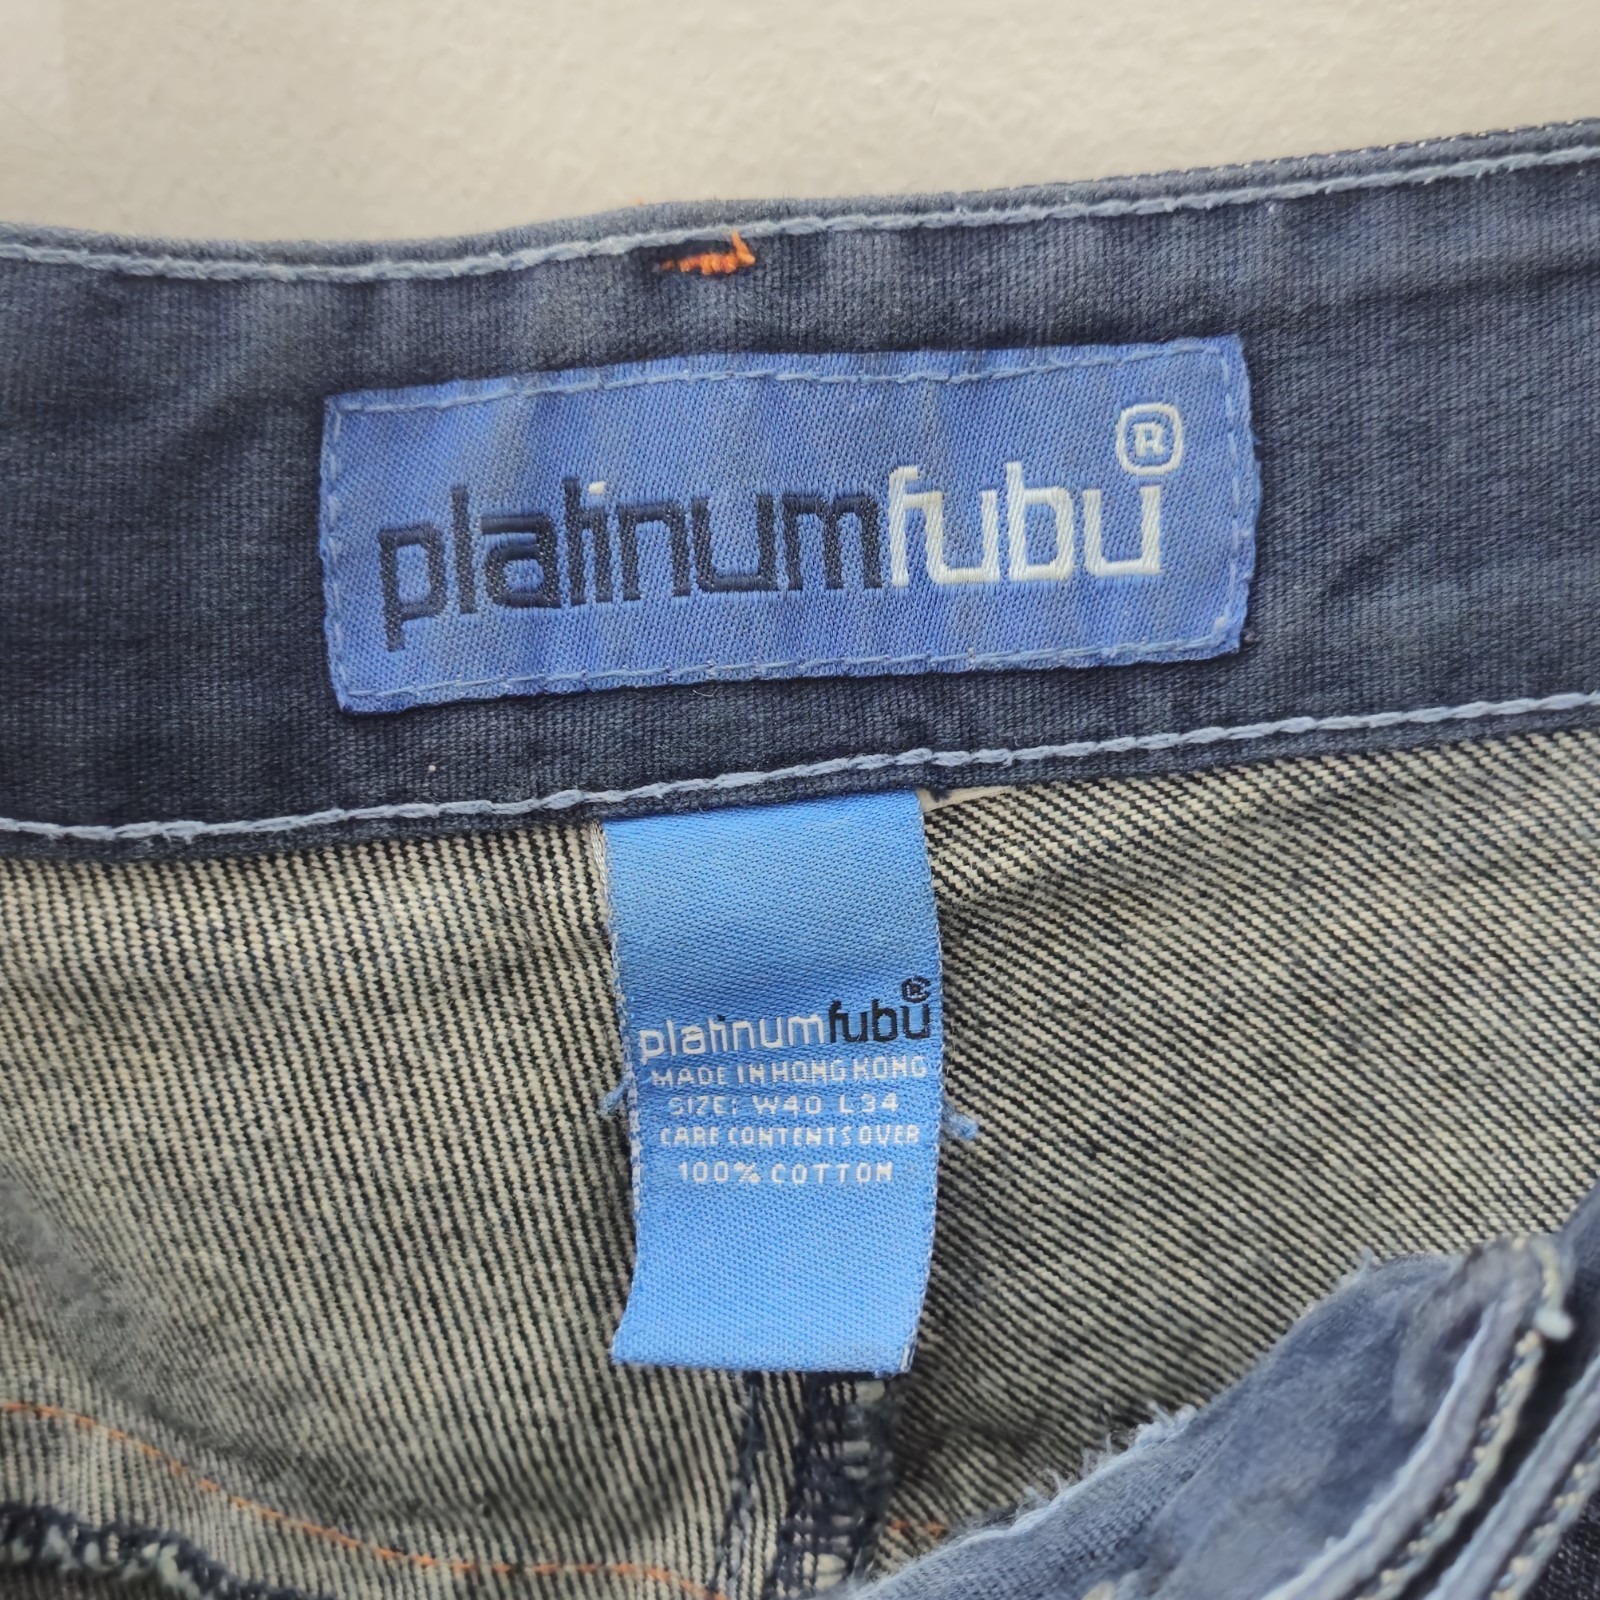 platinumfubu®
platinumfubu®
MADE IN HONG KONG
SIZE: W40 L34
CARE CONTENTS OVER
100% COTTON